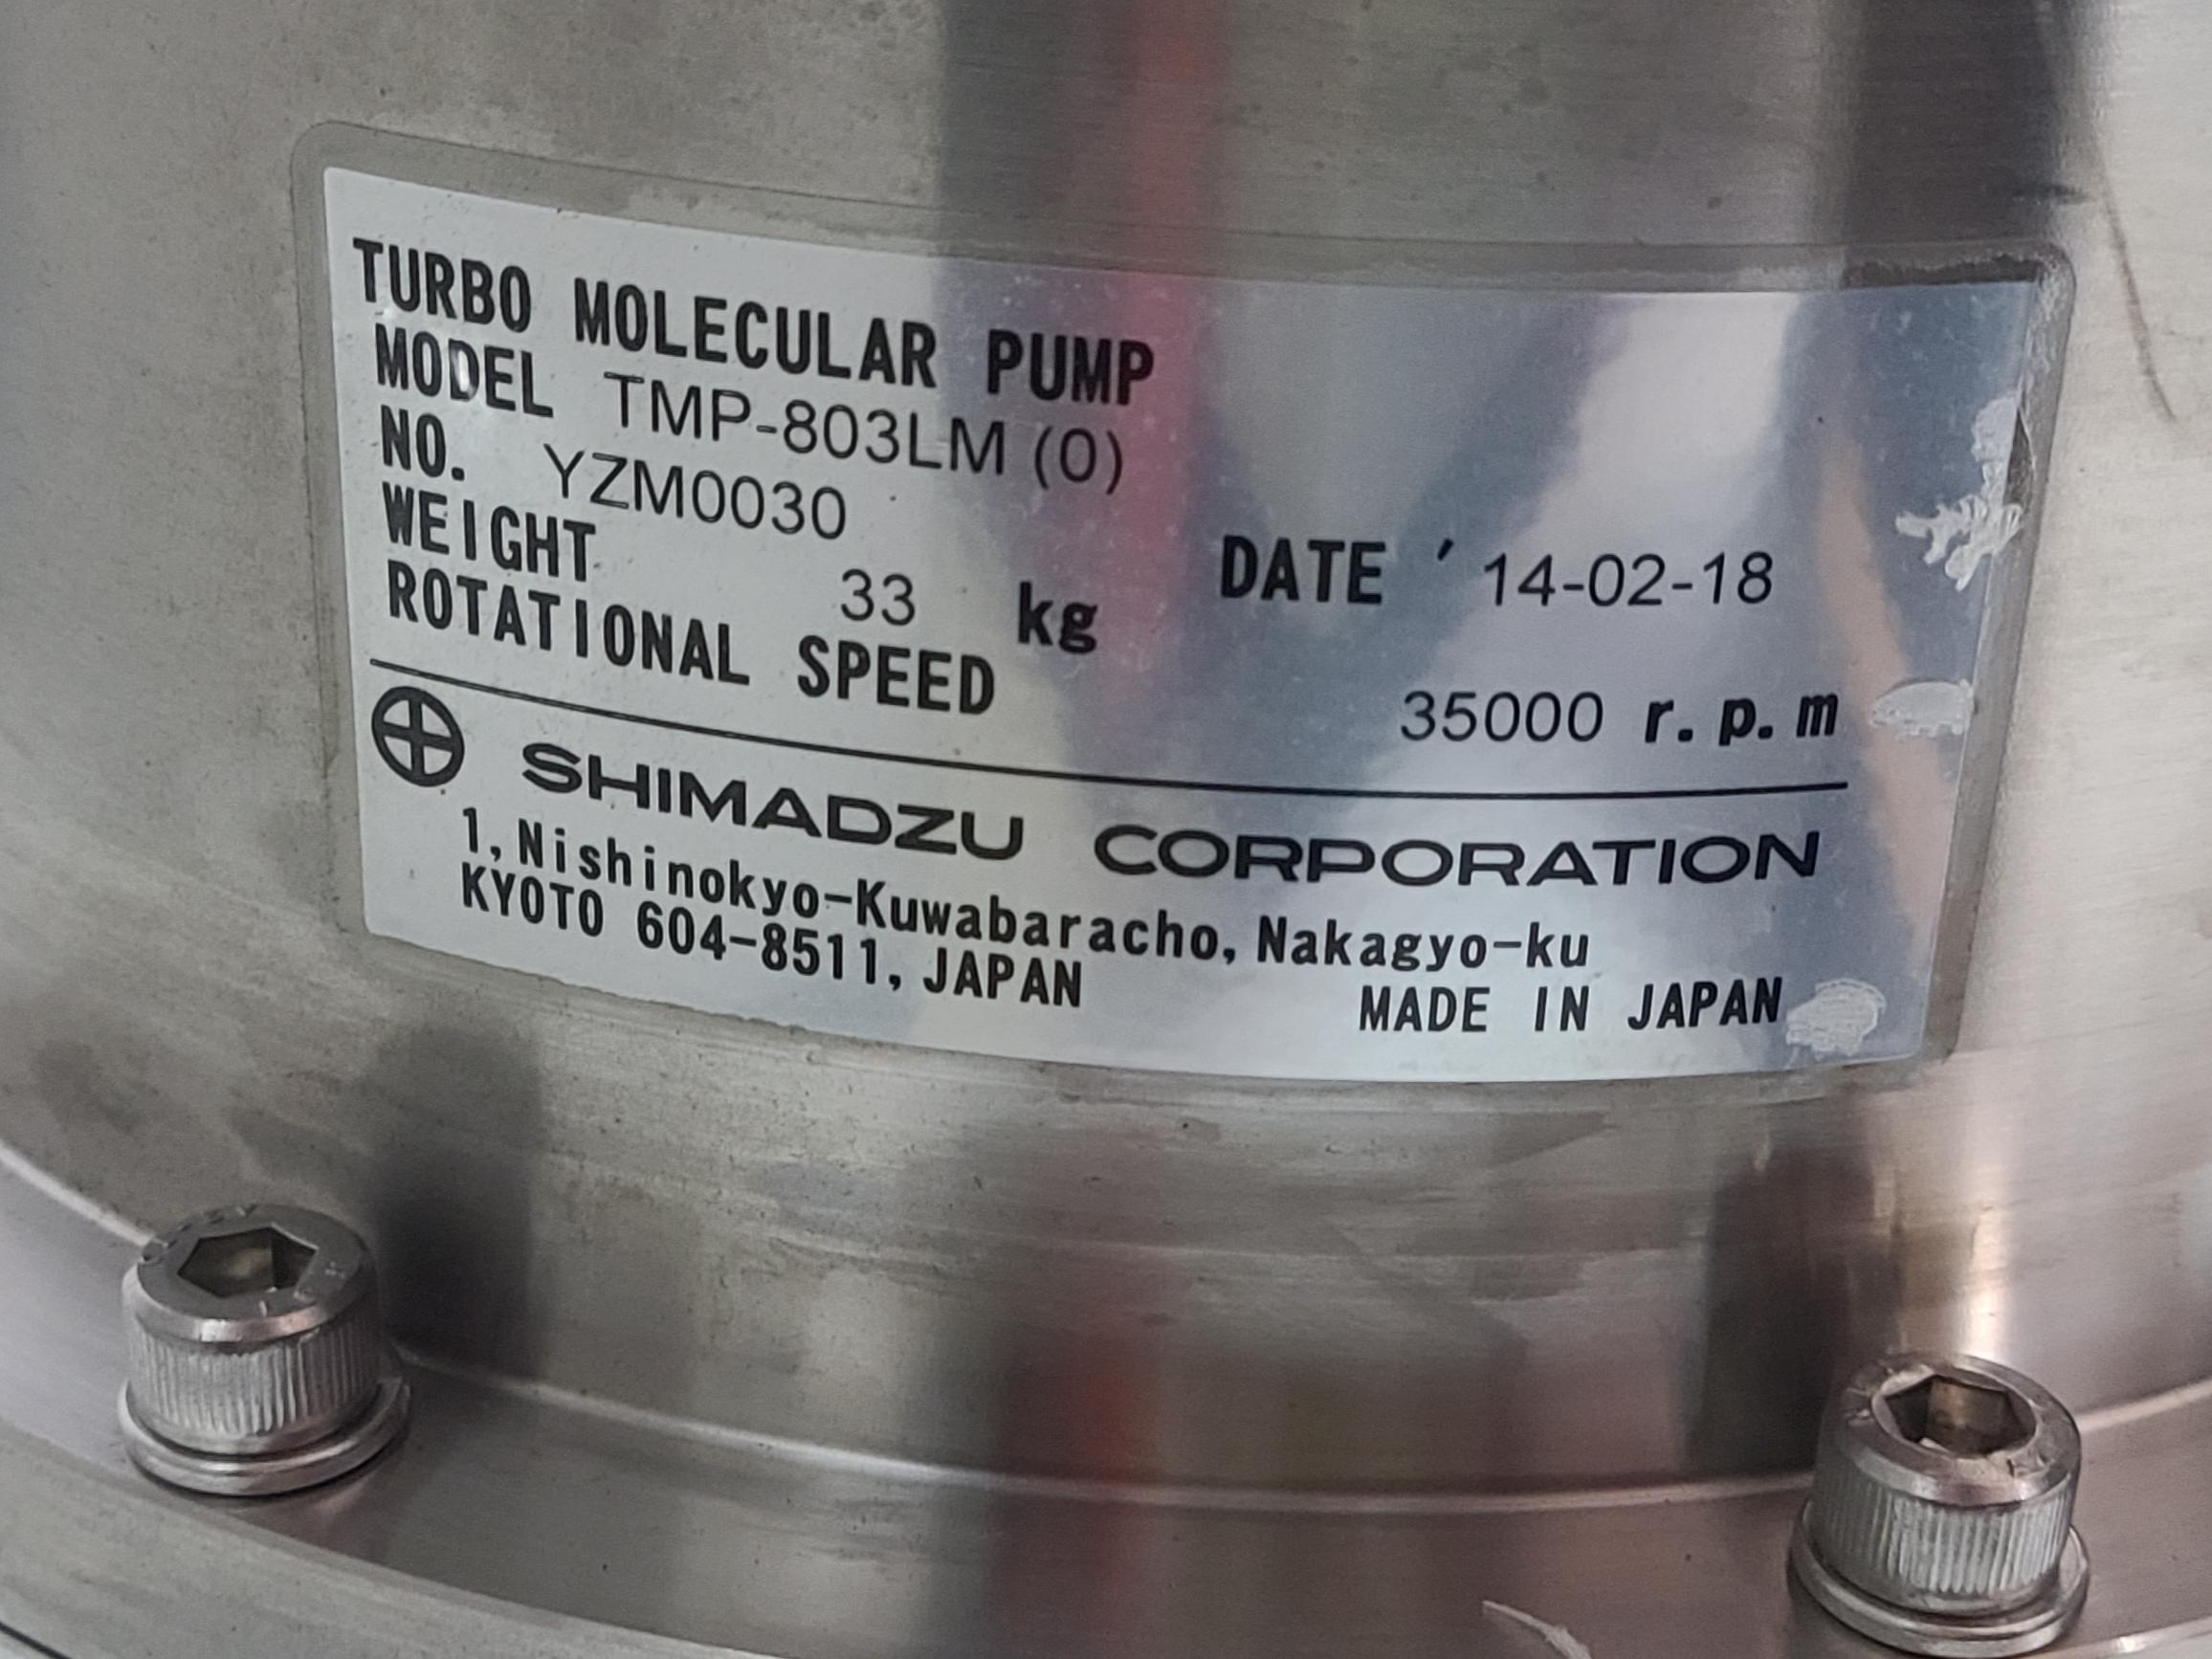 TURBO MOLECULAR PUMP
MODEL TMP-803LM (0)
NO. YZM0030
WEIGHT 33 kg DATE '14-02-18
ROTATIONAL SPEED 35000 r.p.m
SHIMADZU CORPORATION
1, Nishinokyo-Kuwabaracho, Nakagyo-ku
KYOTO 604-8511, JAPAN
MADE IN JAPAN